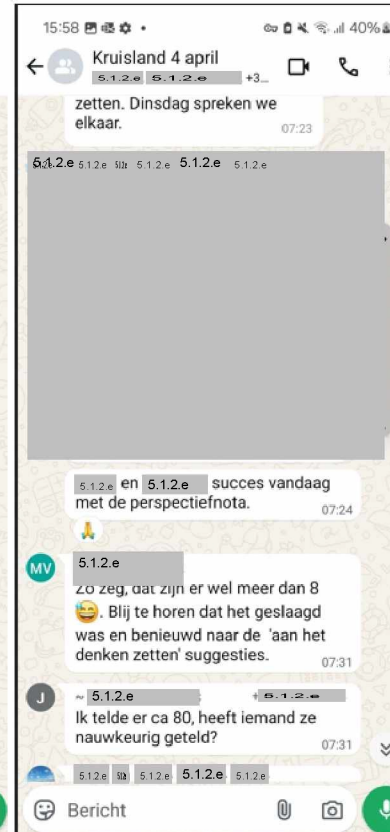 15:58
40%
Kruisland 4 april
5.1.2.e 5.1.2.e +3...
zetten. Dinsdag spreken we
elkaar.
07:23
5.1.2.e 5.1.2.e 5.1.2.e 5.1.2.e 5.1.2.e
5.1.2.e en 5.1.2.e succes vandaag
met de perspectiefnota.
07:24
🙏
MV
5.1.2.e
Zo zeg, dat zijn er wel meer dan 8
😅. Blij te horen dat het geslaagd
was en benieuwd naar de 'aan het
denken zetten' suggesties.
07:31
J
~ 5.1.2.e +5.1.2.e
Ik telde er ca 80, heeft iemand ze
nauwkeurig geteld?
07:31
5.1.2.e 5.1.2.e 5.1.2.e 5.1.2.e
Bericht